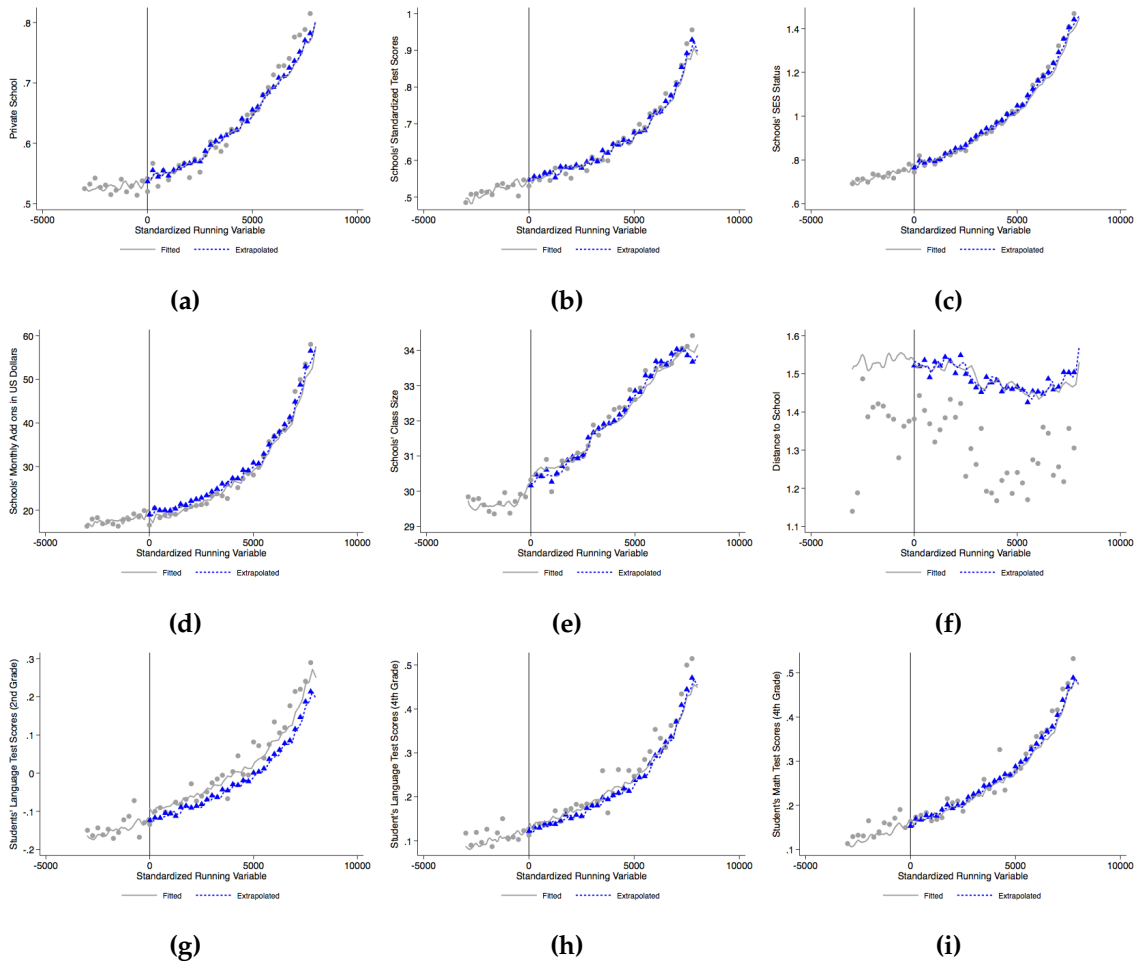 Private School
.8
.7
.6
.5
-5000 0 5000 10000
Standardized Running Variable
Fitted Extrapolated
(a)
Schools' Standardized Test Scores
1
.9
.8
.7
.6
.5
-5000 0 5000 10000
Standardized Running Variable
Fitted Extrapolated
(b)
Schools' SES Status
1.4
1.2
1
.8
.6
-5000 0 5000 10000
Standardized Running Variable
Fitted Extrapolated
(c)
Schools' Monthly Add ons in US Dollars
60
50
40
30
20
-5000 0 5000 10000
Standardized Running Variable
Fitted Extrapolated
(d)
Schools' Class Size
34
33
32
31
30
29
-5000 0 5000 10000
Standardized Running Variable
Fitted Extrapolated
(e)
Distance to School
1.6
1.5
1.4
1.3
1.2
1.1
-5000 0 5000 10000
Standardized Running Variable
Fitted Extrapolated
(f)
Students' Language Test Scores (2nd Grade)
.3
.2
.1
0
-.1
-.2
-5000 0 5000 10000
Standardized Running Variable
Fitted Extrapolated
(g)
Student's Language Test Scores (4th Grade)
.5
.4
.3
.2
.1
-5000 0 5000 10000
Standardized Running Variable
Fitted Extrapolated
(h)
Student's Math Test Scores (4th Grade)
.5
.4
.3
.2
.1
-5000 0 5000 10000
Standardized Running Variable
Fitted Extrapolated
(i)